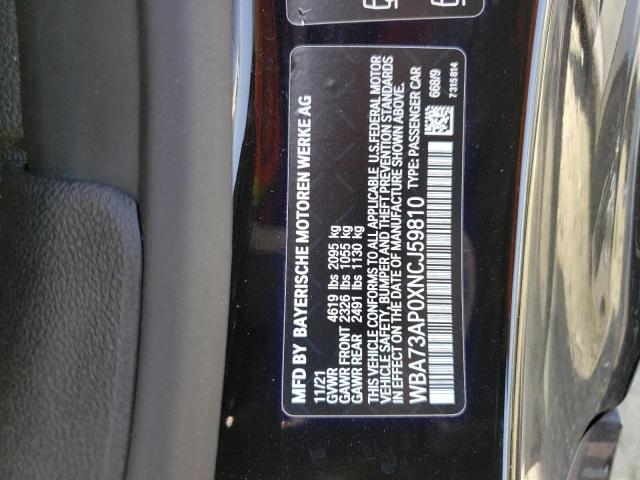 MFD BY BAYERISCHE MOTOREN WERKE AG
11/21
GVWR 4619 lbs 2095 kg
GAWR FRONT 2326 lbs 1055 kg
GAWR REAR 2491 lbs 1130 kg
THIS VEHICLE CONFORMS TO ALL APPLICABLE U.S.FEDERAL MOTOR
VEHICLE SAFETY, BUMPER AND THEFT PREVENTION STANDARDS
IN EFFECT ON THE DATE OF MANUFACTURE SHOWN ABOVE.
WBA73AP0XNCJ59810 TYPE: PASSENGER CAR
668/9
7315814